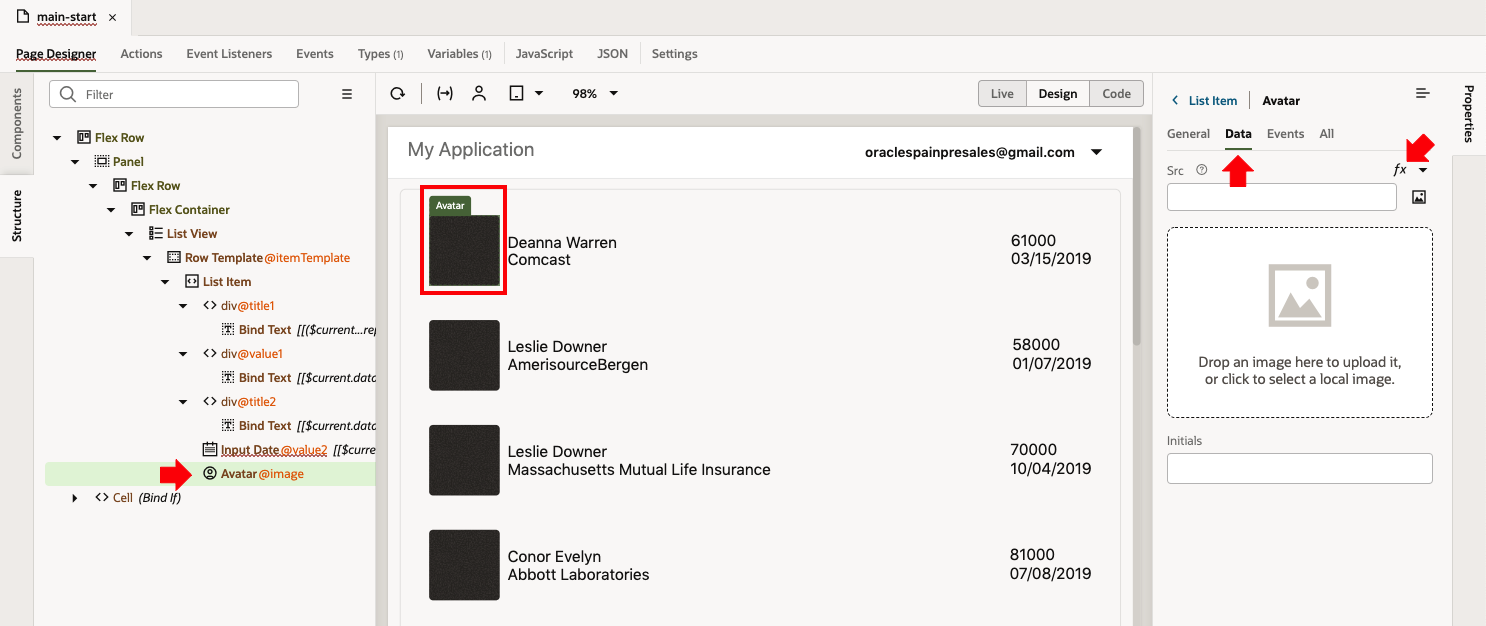 main-start ×
Page Designer Actions Event Listeners Events Types (1) Variables (1) JavaScript JSON Settings
Components
Structure
Filter
Flex Row
Panel
Flex Row
Flex Container
List View
Row Template @itemTemplate
List Item
<> div@title1
Bind Text [[($current...re
<> div@value1
Bind Text [[$current.data
<> div@title2
Bind Text [[$current.data
Input Date @value2 [[$curre
Avatar @image
<> Cell (Bind If)
98%
Live Design Code
My Application
oraclespainpresales@gmail.com
Avatar
Deanna Warren
Comcast
61000
03/15/2019
Leslie Downer
AmerisourceBergen
58000
01/07/2019
Leslie Downer
Massachusetts Mutual Life Insurance
70000
10/04/2019
Conor Evelyn
Abbott Laboratories
81000
07/08/2019
< List Item | Avatar
General Data Events All
Src ? fx
Drop an image here to upload it,
or click to select a local image.
Initials
Properties